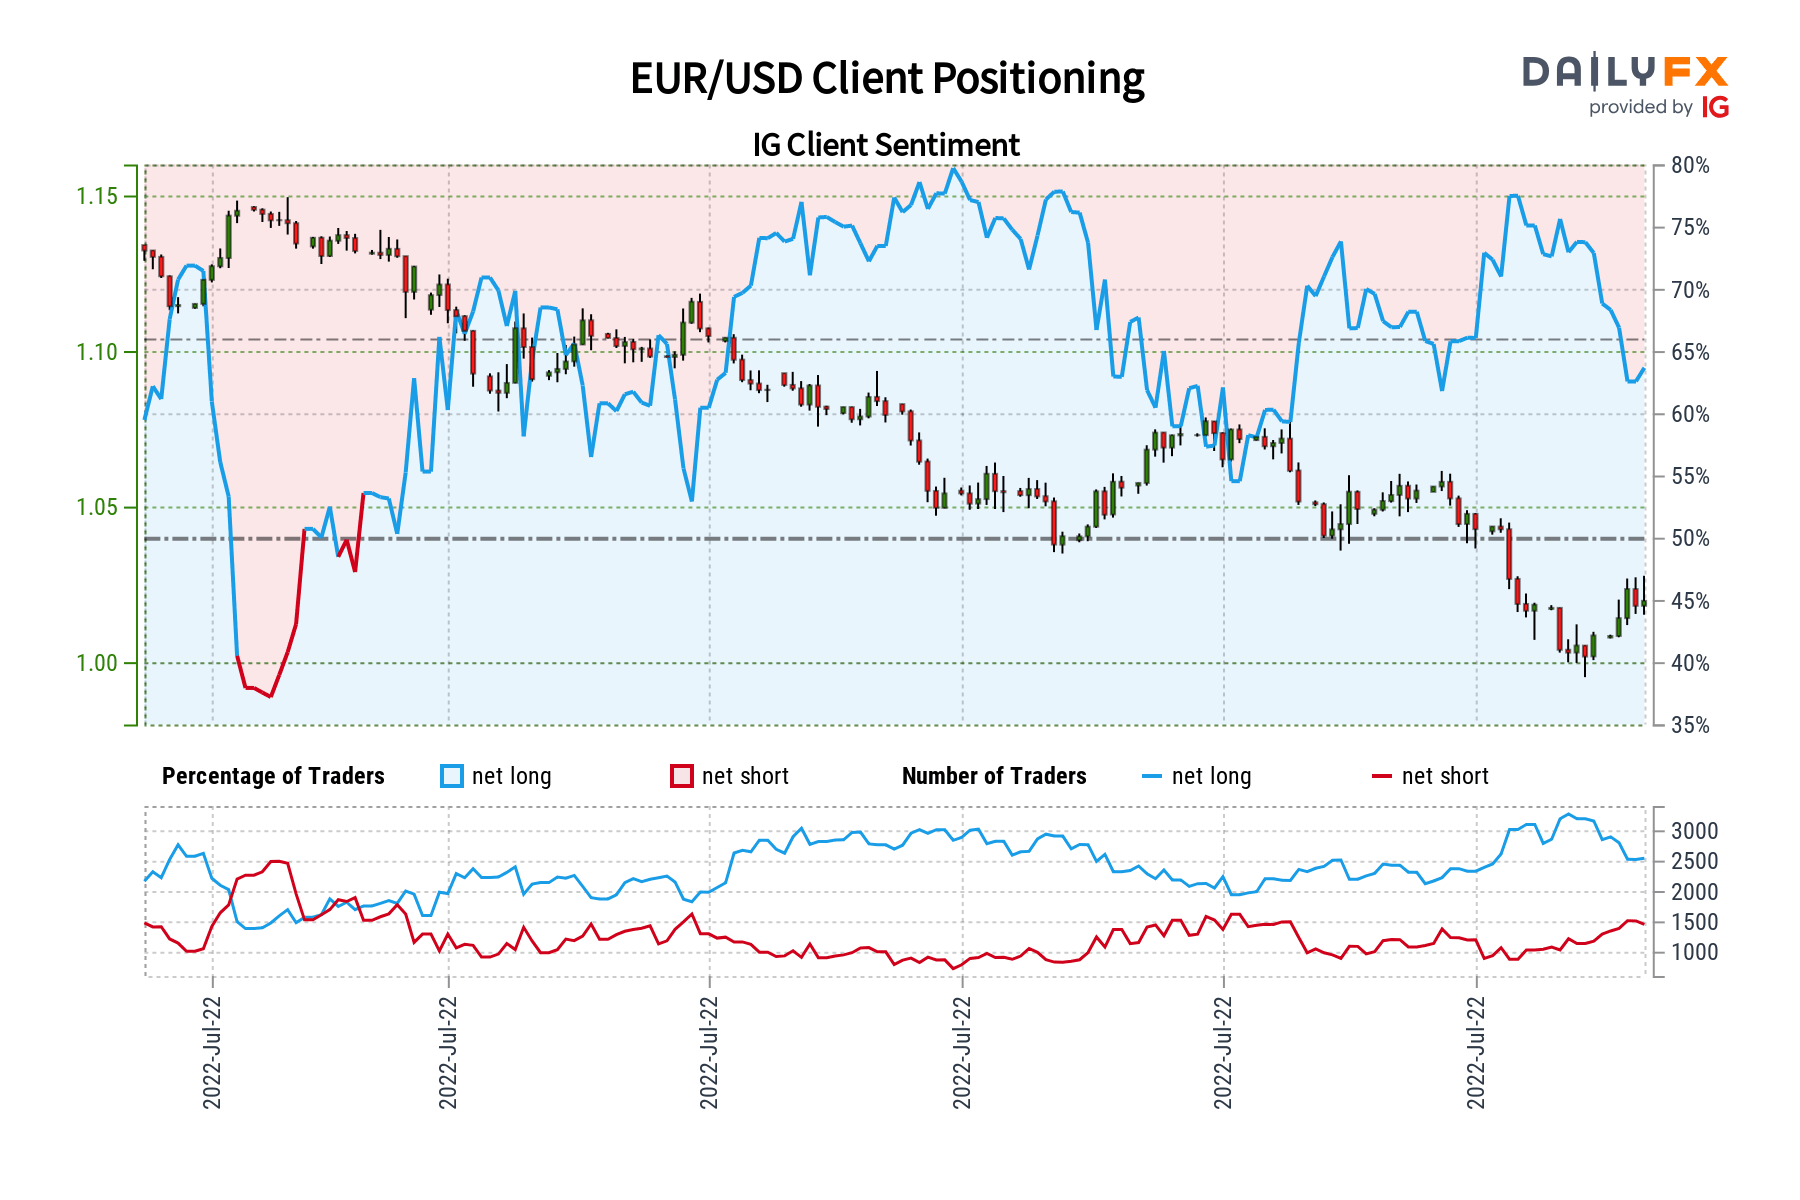 EUR/USD Client Positioning
DAILYFX
provided by IG
IG Client Sentiment
1.15
1.10
1.05
1.00
80%
75%
70%
65%
60%
55%
50%
45%
40%
35%
Percentage of Traders net long net short Number of Traders net long net short
3000
2500
2000
1500
1000
2022-Jul-22
2022-Jul-22
2022-Jul-22
2022-Jul-22
2022-Jul-22
2022-Jul-22